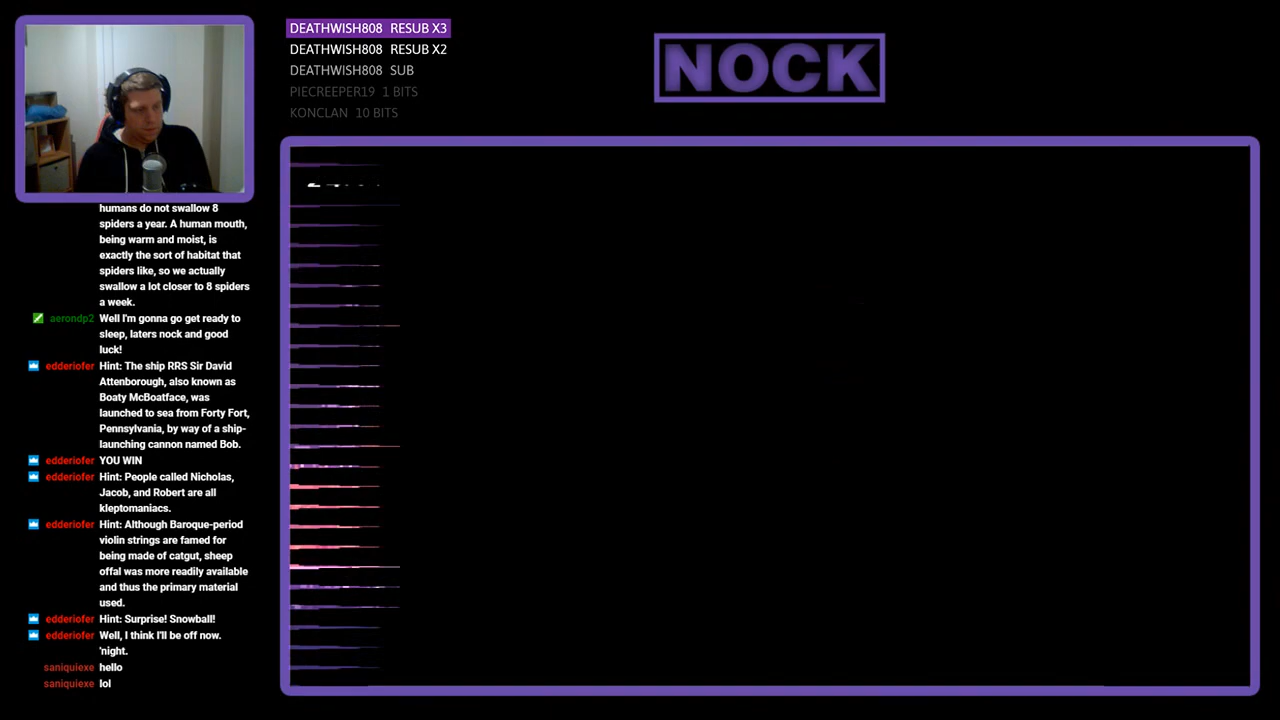 DEATHWISH808 RESUB X3
DEATHWISH808 RESUB X2
DEATHWISH808 SUB
PIECREEPER19 1 BITS
KONCLAN 10 BITS
NOCK
humans do not swallow 8
spiders a year. A human mouth,
being warm and moist, is
exactly the sort of habitat that
spiders like, so we actually
swallow a lot closer to 8 spiders
a week.
aerondp2 Well I'm gonna go get ready to
sleep, laters nock and good
luck!
edderiofer Hint: The ship RRS Sir David
Attenborough, also known as
Boaty McBoatface, was
launched to sea from Forty Fort,
Pennsylvania, by way of a ship-
launching cannon named Bob.
edderiofer YOU WIN
edderiofer Hint: People called Nicholas,
Jacob, and Robert are all
kleptomaniacs.
edderiofer Hint: Although Baroque-period
violin strings are famed for
being made of catgut, sheep
offal was more readily available
and thus the primary material
used.
edderiofer Hint: Surprise! Snowball!
edderiofer Well, I think I'll be off now.
'night.
saniquiexe hello
saniquiexe lol